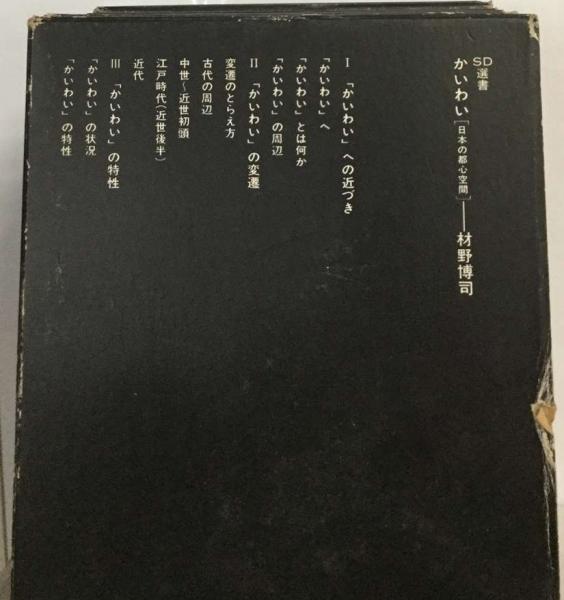 SD選書
かいわい[日本の都心空間]——材野博司
I 「かいわい」への近づき
「かいわい」へ
「かいわい」とは何か
「かいわい」の周辺
II 「かいわい」の変遷
変遷のとらえ方
古代の周辺
中世〜近世初頭
江戸時代(近世後半)
近代
III 「かいわい」の特性
「かいわい」の状況
「かいわい」の特性